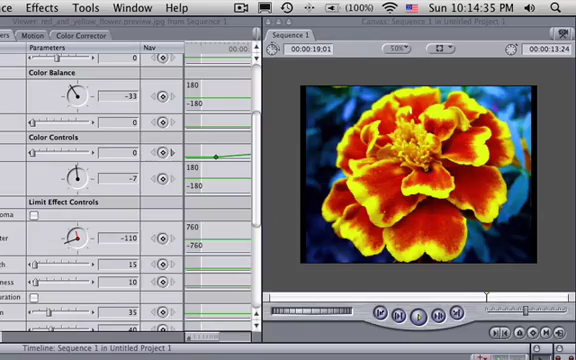 Effects Tools Window Help (100%) Sun 10:14:35 PM
Viewer: red_and_yellow_flower.preview.jpg from Sequence 1
Canvas: Sequence 1 in Untitled Project 1
Motion Color Corrector
Sequence 1
Parameters Nav 00:00:
00:00:19;01 50% 00:00:13:24
0
Color Balance
-33
180
-180
0
Color Controls
0
-7
180
-180
Limit Effect Controls
-110
760
-760
15
10
35
40
Timeline: Sequence 1 in Untitled Project 1